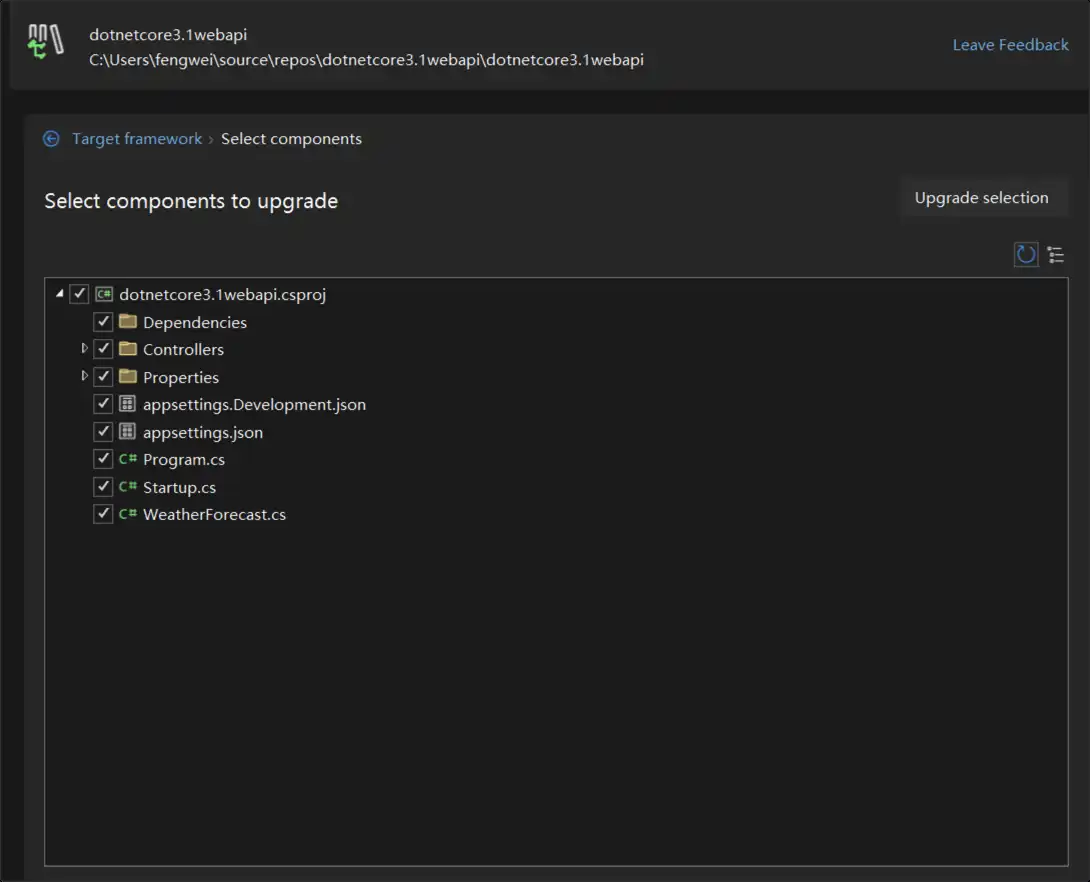 dotnetcore3.1webapi
C:\Users\fengwei\source\repos\dotnetcore3.1webapi\dotnetcore3.1webapi
Leave Feedback
Target framework › Select components
Select components to upgrade
Upgrade selection
C# dotnetcore3.1webapi.csproj
Dependencies
Controllers
Properties
appsettings.Development.json
appsettings.json
C# Program.cs
C# Startup.cs
C# WeatherForecast.cs